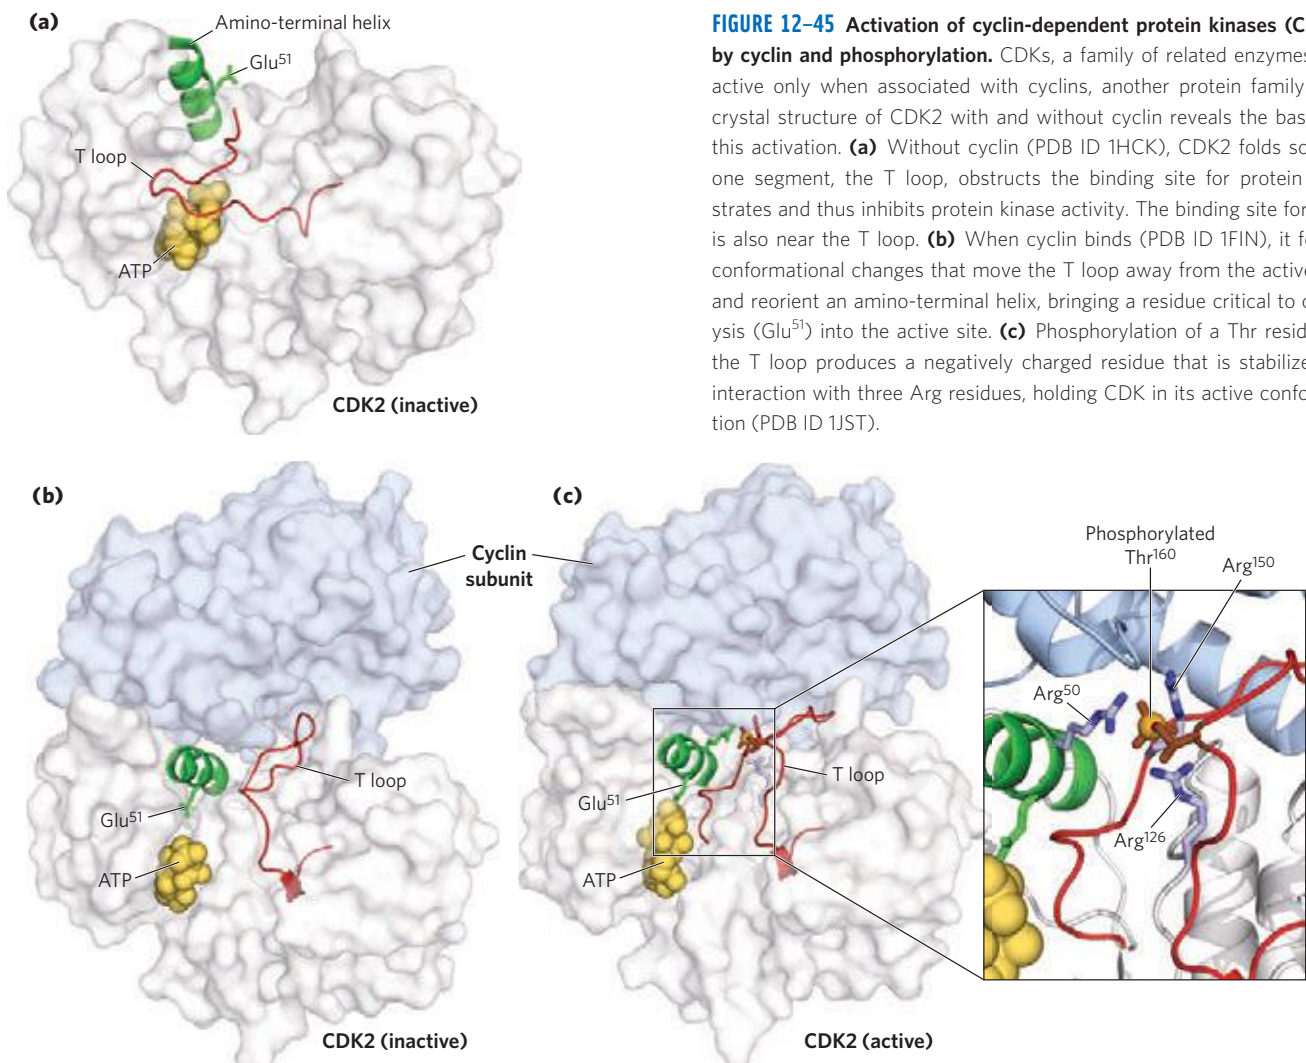 (a)
Amino-terminal helix
Glu⁵¹
T loop
ATP
CDK2 (inactive)
FIGURE 12–45 Activation of cyclin-dependent protein kinases (C
by cyclin and phosphorylation. CDKs, a family of related enzymes
active only when associated with cyclins, another protein family
crystal structure of CDK2 with and without cyclin reveals the bas
this activation. (a) Without cyclin (PDB ID 1HCK), CDK2 folds so
one segment, the T loop, obstructs the binding site for protein
strates and thus inhibits protein kinase activity. The binding site for
is also near the T loop. (b) When cyclin binds (PDB ID 1FIN), it f
conformational changes that move the T loop away from the active
and reorient an amino-terminal helix, bringing a residue critical to c
ysis (Glu⁵¹) into the active site. (c) Phosphorylation of a Thr resid
the T loop produces a negatively charged residue that is stabilize
interaction with three Arg residues, holding CDK in its active confo
tion (PDB ID 1JST).
(b)
Cyclin
subunit
T loop
Glu⁵¹
ATP
CDK2 (inactive)
(c)
T loop
Glu⁵¹
ATP
CDK2 (active)
Phosphorylated
Thr¹⁶⁰
Arg¹⁵⁰
Arg⁵⁰
Arg¹²⁶